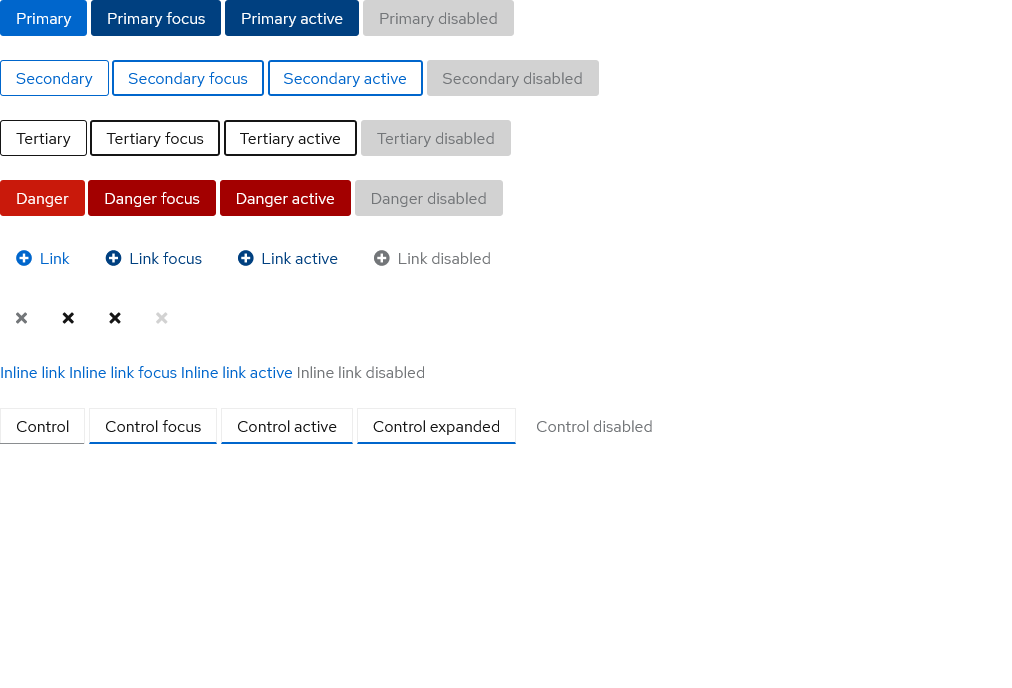 Primary Primary focus Primary active Primary disabled
Secondary Secondary focus Secondary active Secondary disabled
Tertiary Tertiary focus Tertiary active Tertiary disabled
Danger Danger focus Danger active Danger disabled
Link Link focus Link active Link disabled
Inline link Inline link focus Inline link active Inline link disabled
Control Control focus Control active Control expanded Control disabled